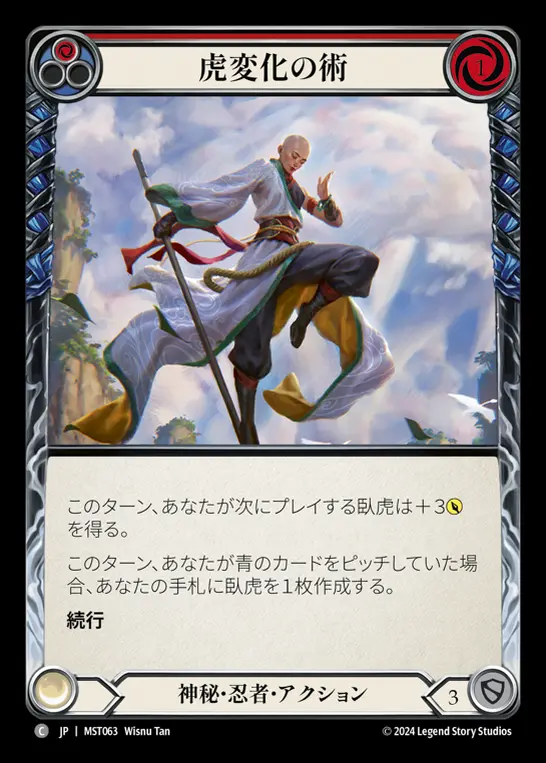 虎変化の術
1
このターン、あなたが次にプレイする臥虎は＋3
を得る。
このターン、あなたが青のカードをピッチしていた場
合、あなたの手札に臥虎を1枚作成する。
続行
神秘・忍者・アクション
3
C JP | MST063 Wisnu Tan
© 2024 Legend Story Studios